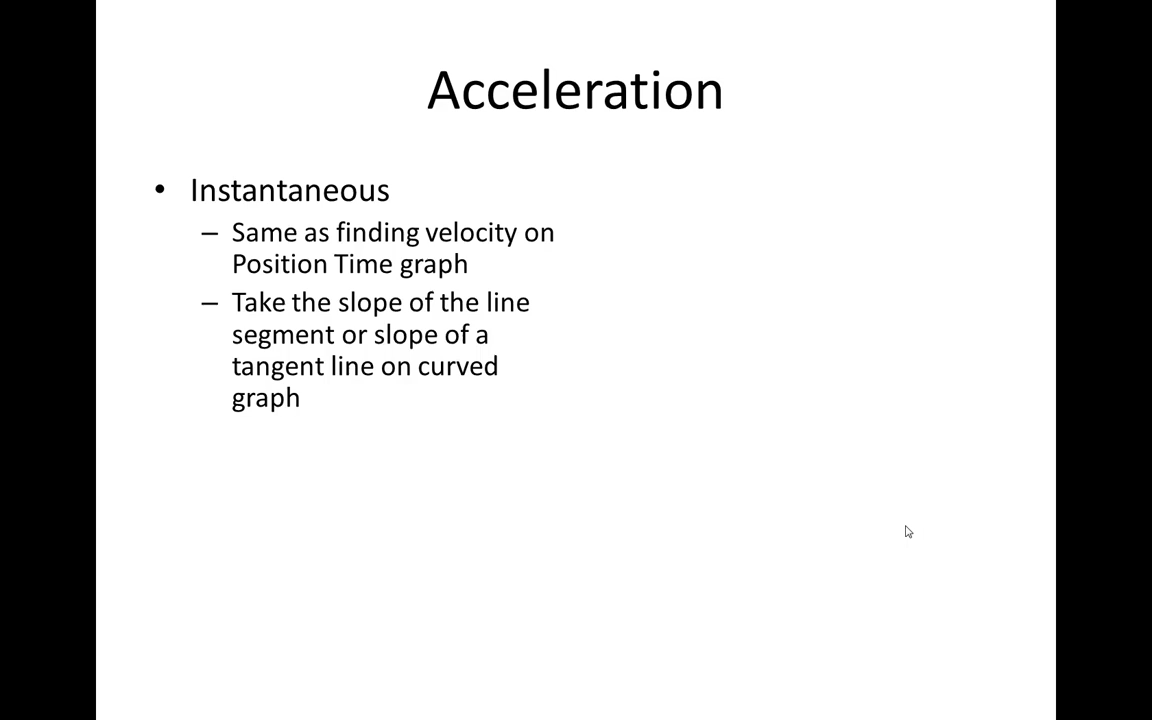 Acceleration
• Instantaneous
– Same as finding velocity on
Position Time graph
– Take the slope of the line
segment or slope of a
tangent line on curved
graph